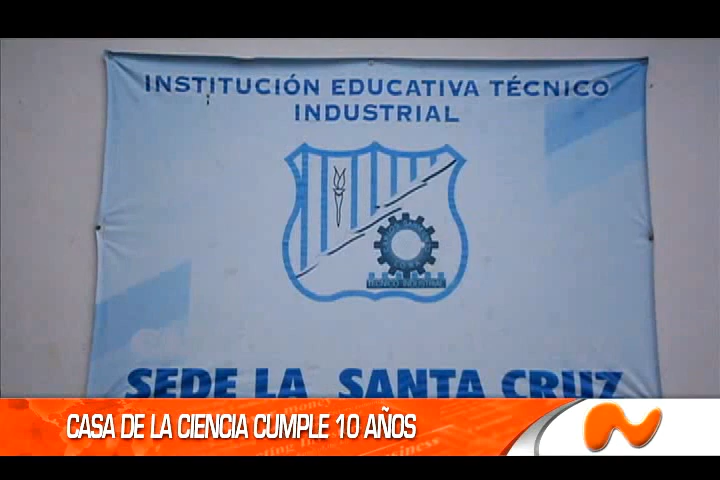 INSTITUCIÓN EDUCATIVA TÉCNICO
INDUSTRIAL
TÉCNICO INDUSTRIAL
SEDE LA SANTA CRUZ
CASA DE LA CIENCIA CUMPLE 10 AÑOS